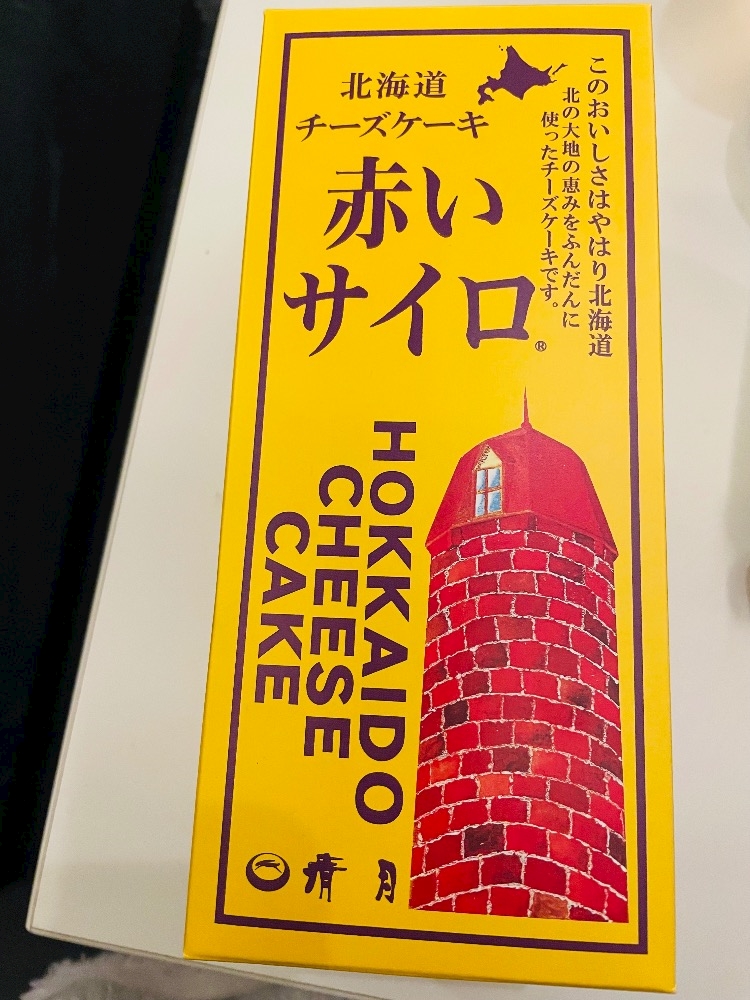 北海道
チーズケーキ
赤い
サイロ®
このおいしさはやはり北海道
北の大地の恵みをふんだんに
使ったチーズケーキです。
HOKKAIDO
CHEESE
CAKE
清月